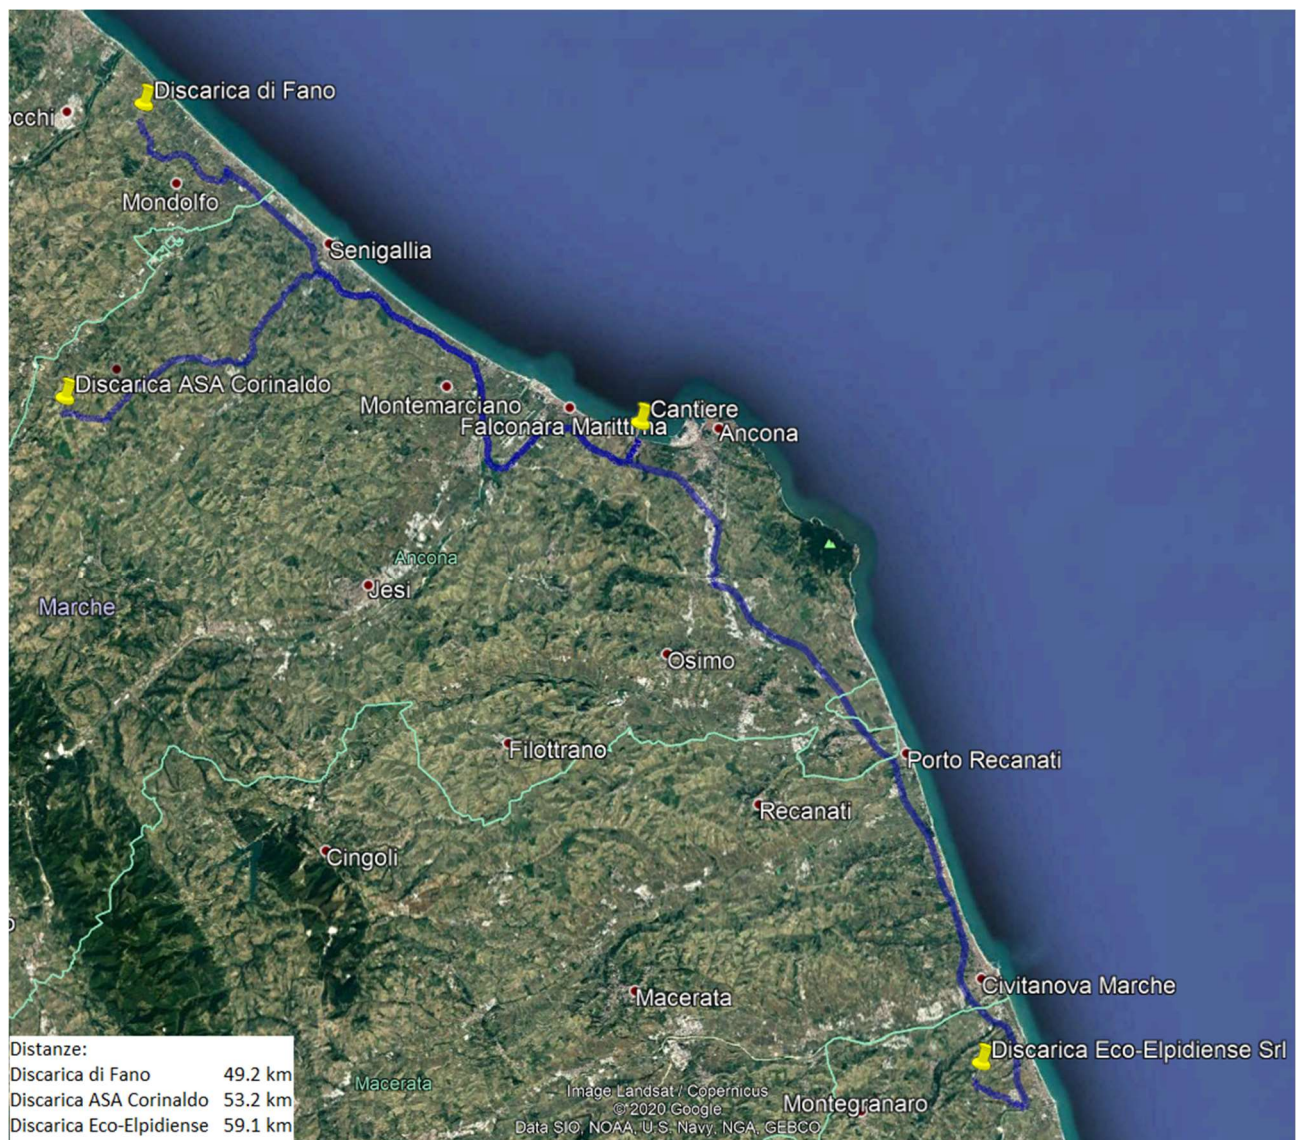 Discarica di Fano
occhi
Mondolfo
Senigallia
Discarica ASA Corinaldo
Montemarciano
Cantiere
Falconara Marittima
Ancona
Ancona
Jesi
Marche
Osimo
Filottrano
Porto Recanati
Recanati
Cingoli
Civitanova Marche
Macerata
Discarica Eco-Elpidiense Srl
Macerata
Montegranaro
Image Landsat / Copernicus
© 2020 Google
Data SIO, NOAA, U.S. Navy, NGA, GEBCO
Distanze:
Discarica di Fano 49.2 km
Discarica ASA Corinaldo 53.2 km
Discarica Eco-Elpidiense 59.1 km